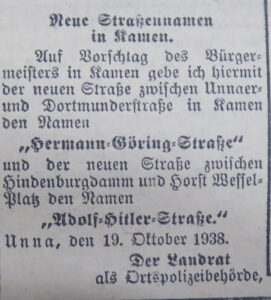 Neue Straßennamen
in Kamen.
Auf Vorschlag des Bürger-
meisters in Kamen gebe ich hiermit
der neuen Straße zwischen Unnaer-
und Dortmunderstraße in Kamen
den Namen
„Hermann-Göring-Straße“
und der neuen Straße zwischen
Hindenburgdamm und Horst Wessel-
Platz den Namen
„Adolf-Hitler-Straße.“
Unna, den 19. Oktober 1938.
Der Landrat
als Ortspolizeibehörde,